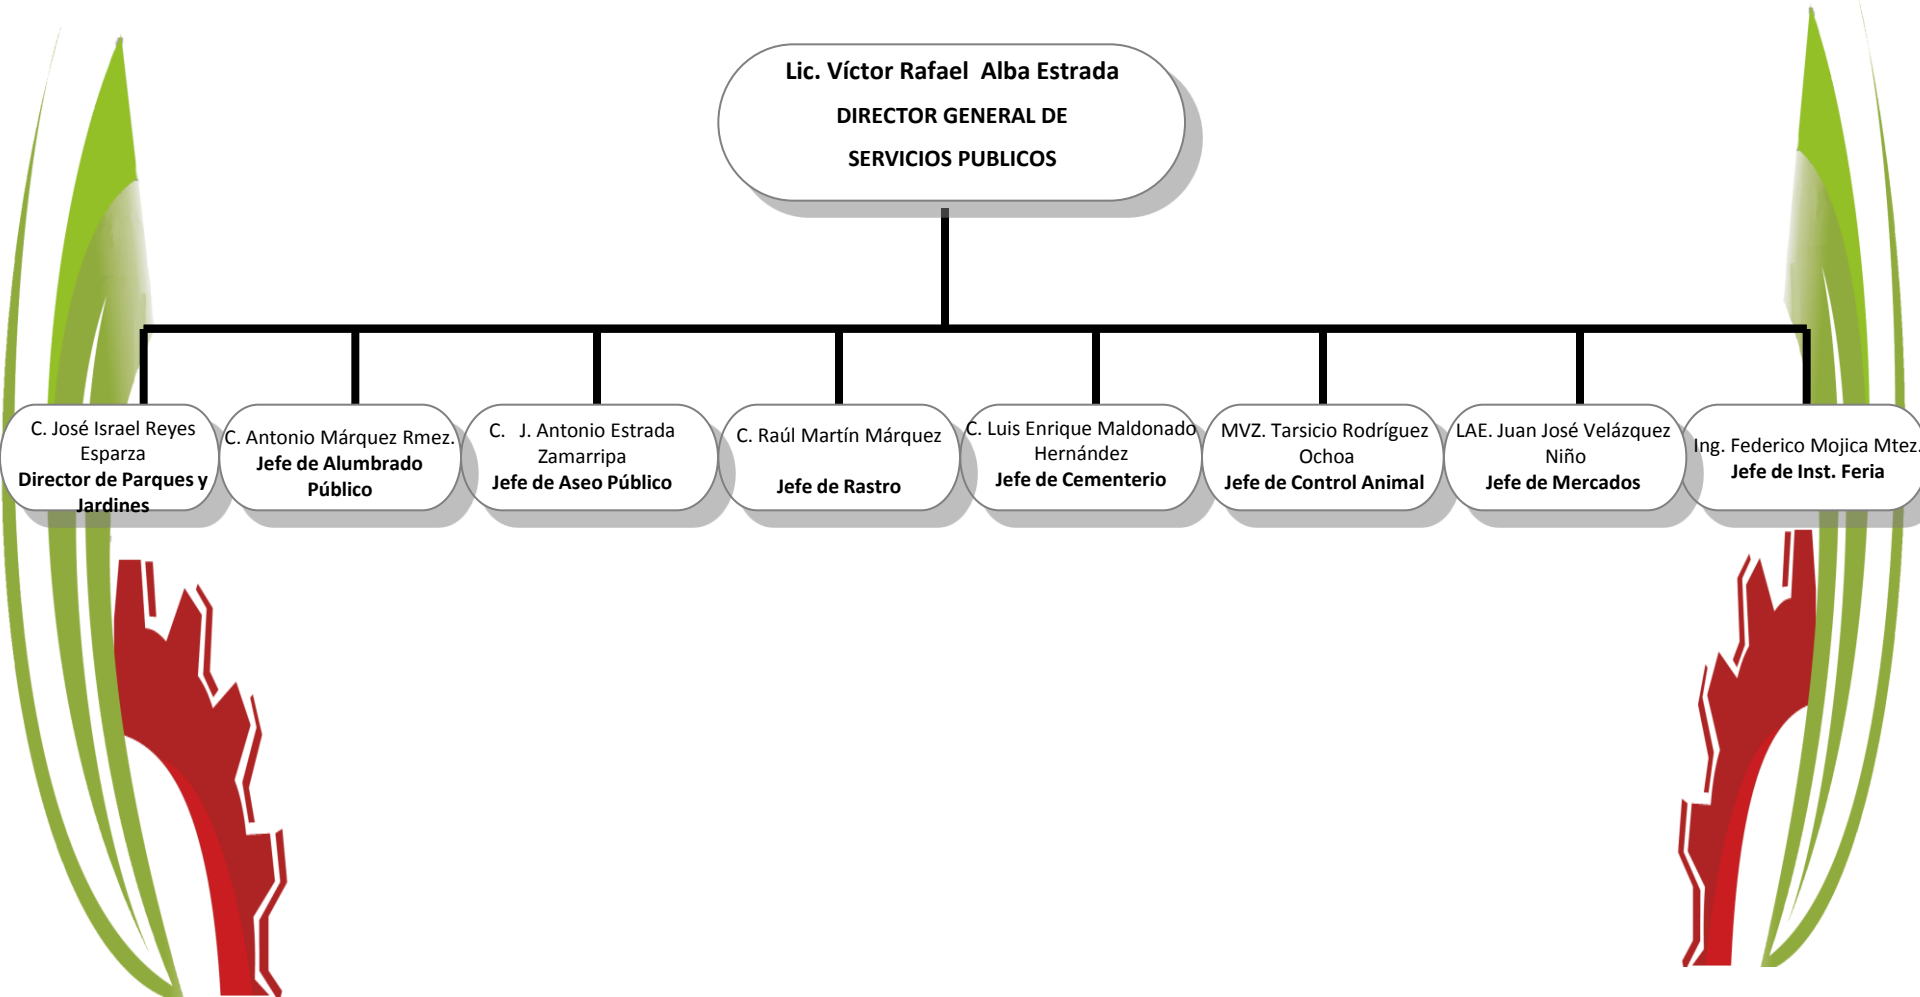 Lic. Víctor Rafael  Alba Estrada
DIRECTOR GENERAL DE
SERVICIOS PUBLICOS
C. José Israel Reyes
Esparza
Director de Parques y
Jardines
C. Antonio Márquez Rmez.
Jefe de Alumbrado
Público
C.   J. Antonio Estrada
Zamarripa
Jefe de Aseo Público
C. Raúl Martín Márquez
Jefe de Rastro
C. Luis Enrique Maldonado
Hernández
Jefe de Cementerio
MVZ. Tarsicio Rodríguez
Ochoa
Jefe de Control Animal
LAE. Juan José Velázquez
Niño
Jefe de Mercados
Ing. Federico Mojica Mtez.
Jefe de Inst. Feria